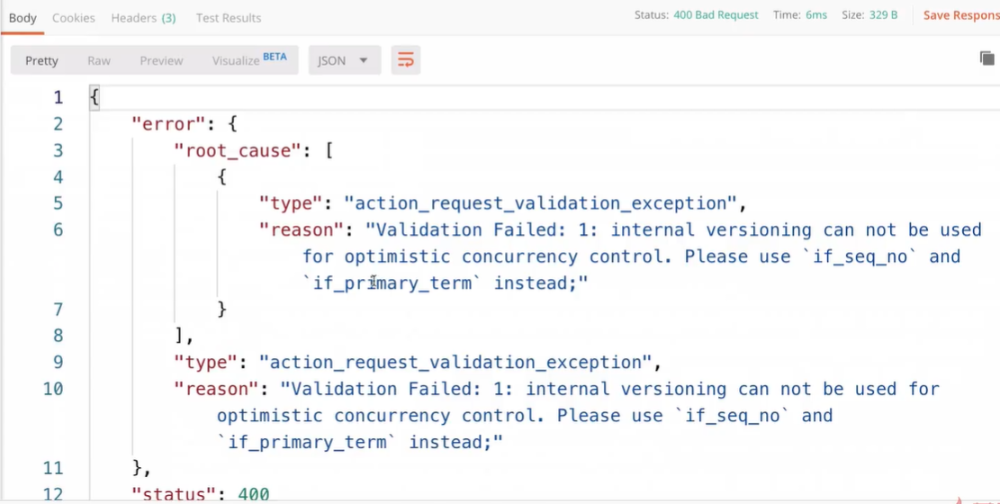 Body Cookies Headers (3) Test Results Status: 400 Bad Request Time: 6ms Size: 329 B Save Respons
Pretty Raw Preview Visualize BETA JSON
1 {
2 "error": {
3 "root_cause": [
4 {
5 "type": "action_request_validation_exception",
6 "reason": "Validation Failed: 1: internal versioning can not be used
for optimistic concurrency control. Please use `if_seq_no` and
`if_primary_term` instead;"
7 }
8 ],
9 "type": "action_request_validation_exception",
10 "reason": "Validation Failed: 1: internal versioning can not be used for
optimistic concurrency control. Please use `if_seq_no` and
`if_primary_term` instead;"
11 },
12 "status": 400